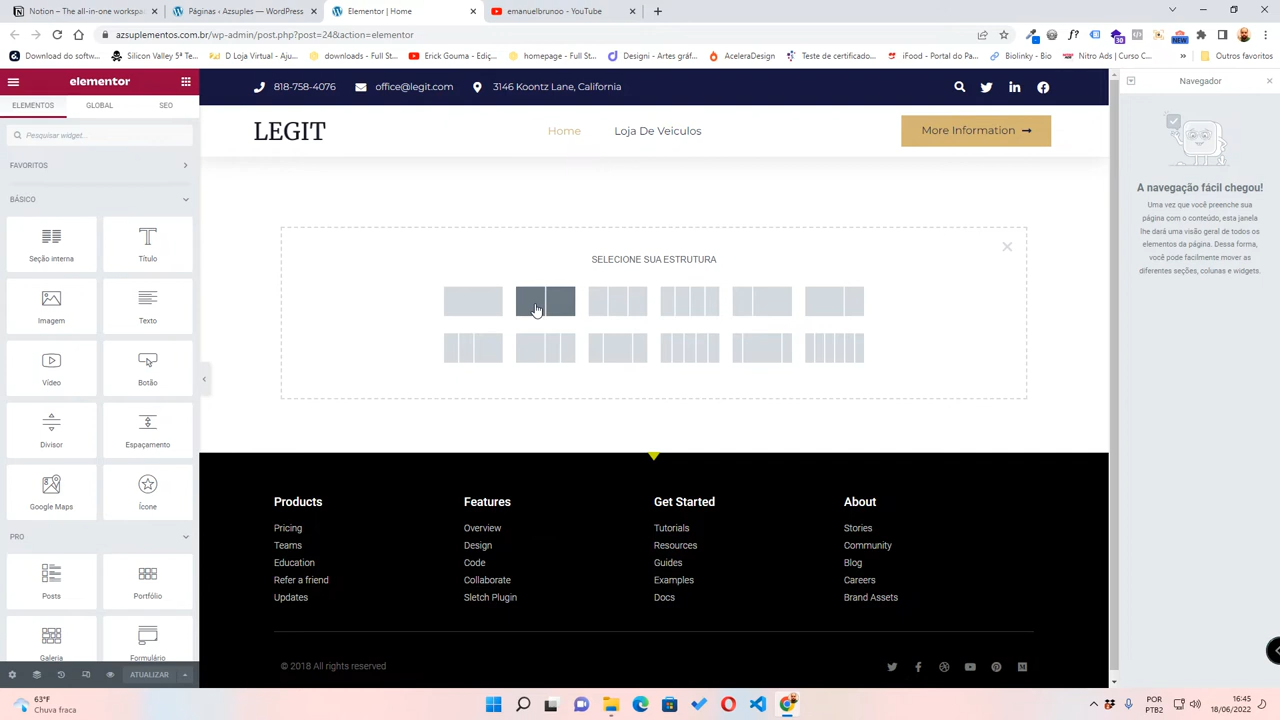 Notion – The all-in-one workspa
Páginas ‹ Azsuples — WordPress
Elementor | Home
emanuelbrunoo - YouTube
azsuplementos.com.br/wp-admin/post.php?post=24&action=elementor
Download do softw...
Silicon Valley 5ª Te...
D Loja Virtual - Aju...
downloads - Full St...
Erick Gouma - Edi...
homepage - Full St...
Designi - Artes gráf...
AceleraDesign
Teste de certificado...
iFood - Portal do Pa...
Biolinky - Bio
Nitro Ads | Cursos...
»
Outros favoritos
elementor
ELEMENTOS
GLOBAL
SEO
Pesquisar widget...
FAVORITOS
BÁSICO
Seção interna
Título
Imagem
Texto
Vídeo
Botão
Divisor
Espaçamento
Google Maps
Ícone
PRO
Posts
Portfólio
Galeria
Formulário
ATUALIZAR
818-758-4076
office@legit.com
3146 Koontz Lane, California
LEGIT
Home
Loja De Veiculos
More Information
SELECIONE SUA ESTRUTURA
Products
Pricing
Teams
Education
Refer a friend
Updates
Features
Overview
Design
Code
Collaborate
Sletch Plugin
Get Started
Tutorials
Resources
Guides
Examples
Docs
About
Stories
Community
Blog
Careers
Brand Assets
© 2018 All rights reserved
Navegador
A navegação fácil chegou!
Uma vez que você preenche sua
página com o conteúdo, esta janela
lhe dará uma visão geral de todos os
elementos da página. Dessa forma,
você pode facilmente mover as
diferentes seções, colunas e widgets.
63°F
Chuva fraca
POR
PTB2
16:45
18/06/2022